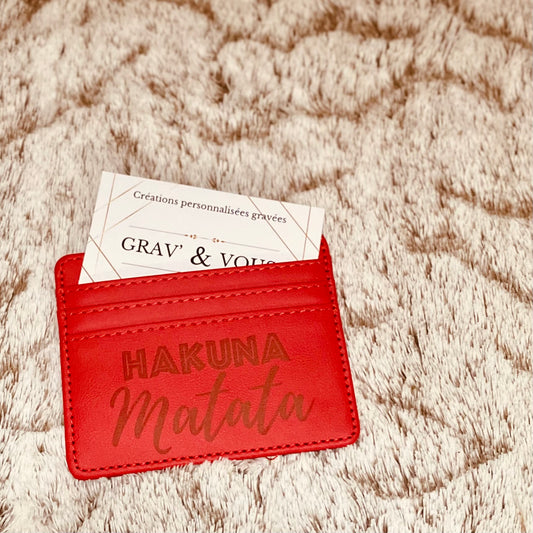 Créations personnalisées gravées
GRAV' & VOUS
HAKUNA
Matata